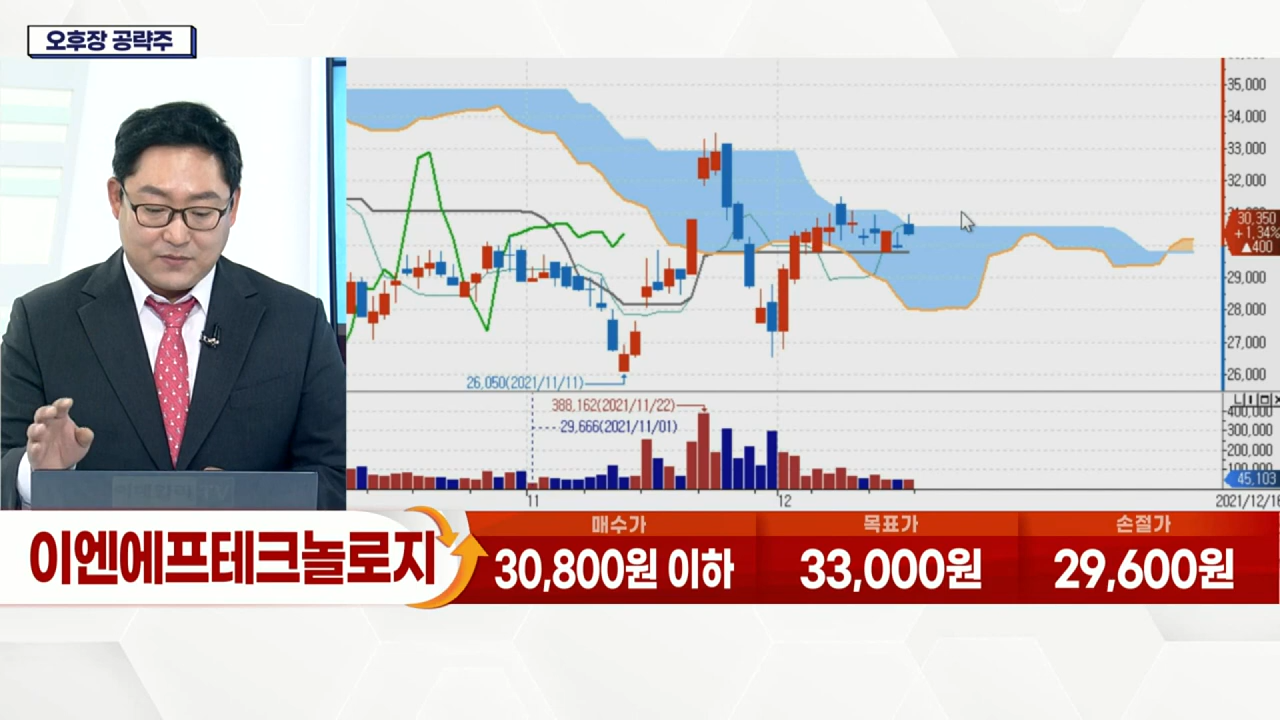 오후장 공략주
35,000
34,000
33,000
32,000
30,350
+1.34%
▲400
29,000
28,000
27,000
26,000
26,050(2021/11/11)
388,162(2021/11/22)
29,666(2021/11/01)
400,000
300,000
200,000
100,000
45,103
11
12
2021/12/16
이엔에프테크놀로지
매수가
목표가
손절가
30,800원 이하
33,000원
29,600원